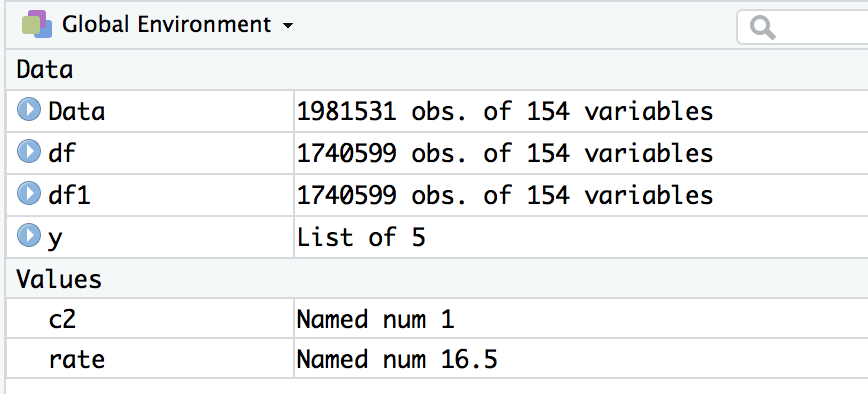 Global Environment
Data
Data 1981531 obs. of 154 variables
df 1740599 obs. of 154 variables
df1 1740599 obs. of 154 variables
y List of 5
Values
c2 Named num 1
rate Named num 16.5